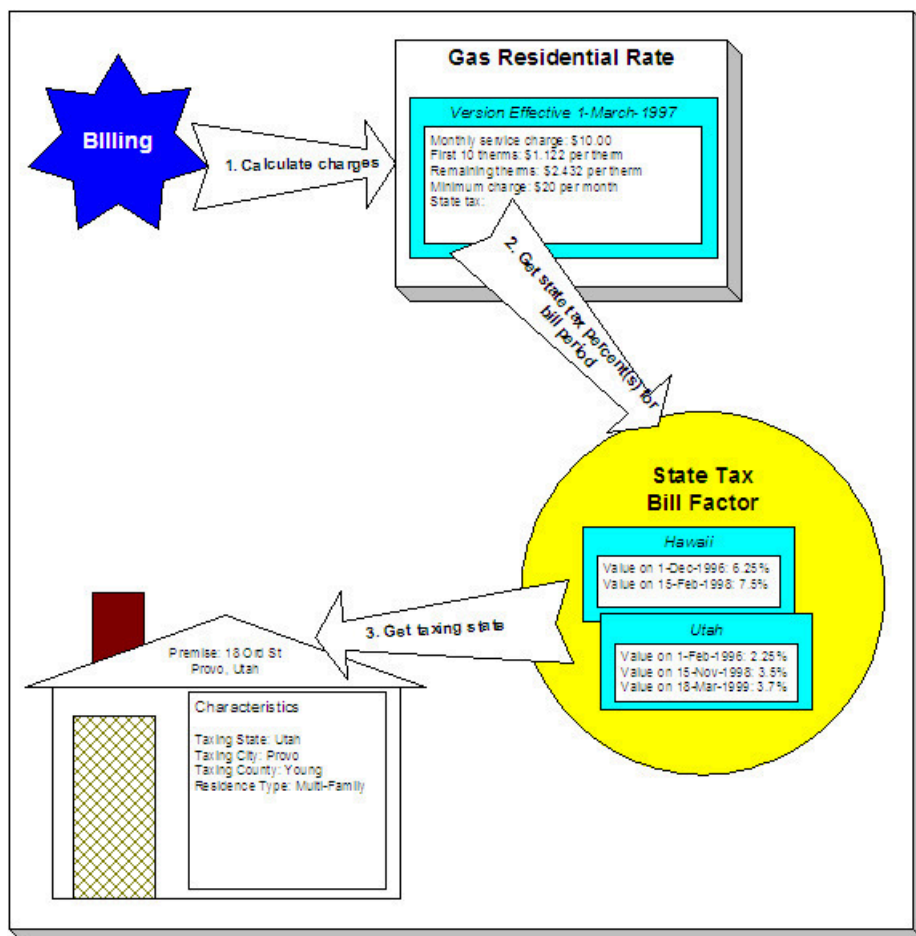 Gas Residential Rate
Version Effective 1-March-1997
Monthly service charge: $10.00
First 10 therms: $1.122 per therm
Remaining therms: $2.432 per therm
Minimum charge: $20 per month
State tax:
BIlling
1. Calculate charges
2. Get state tax percent(s) for
bill period
State Tax
Bill Factor
Hawaii
Value on 1-Dec-1996: 6.25%
Value on 15-Feb-1998: 7.5%
Utah
Value on 1-Feb-1996: 2.25%
Value on 15-Nov-1998: 3.5%
Value on 18-Mar-1999: 3.7%
3. Get taxing state
Premise: 18 Ord St
Provo, Utah
Characteristics
Taxing State: Utah
Taxing City: Provo
Taxing County: Young
Residence Type: Multi-Family